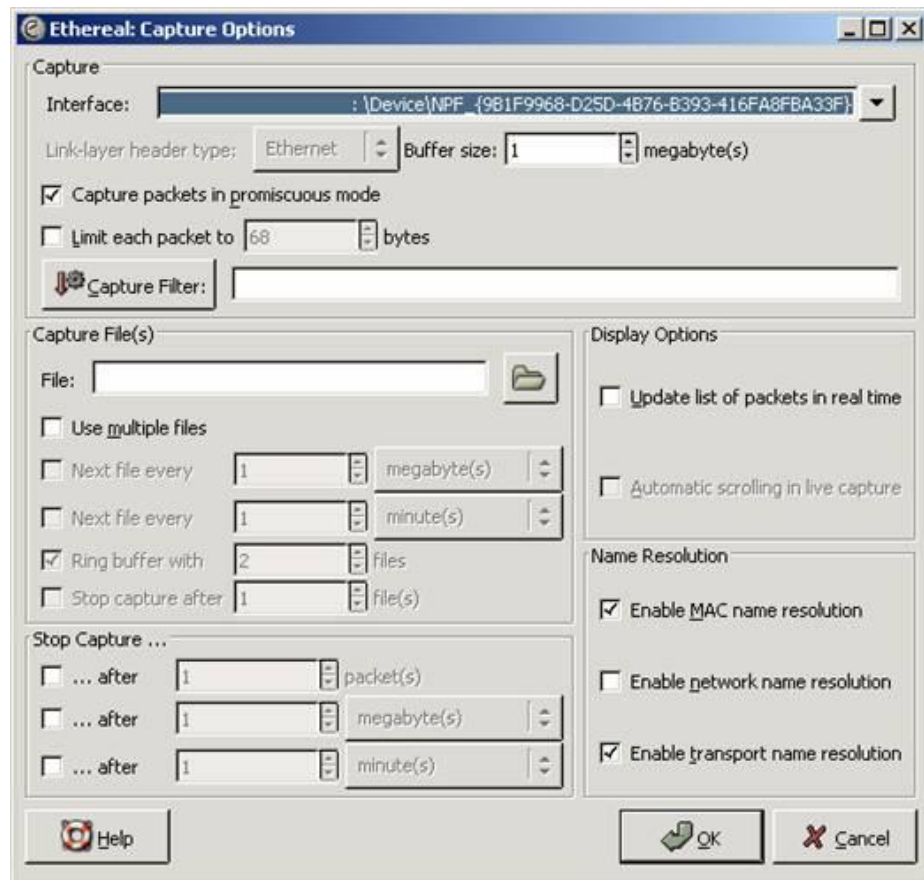 Ethereal: Capture Options
Capture
Interface: : \Device\NPF_{9B1F9968-D25D-4B76-B393-416FA8FBA33F}
Link-layer header type: Ethernet Buffer size: 1 megabyte(s)
Capture packets in promiscuous mode
Limit each packet to 68 bytes
Capture Filter:
Capture File(s)
File:
Use multiple files
Next file every 1 megabyte(s)
Next file every 1 minute(s)
Ring buffer with 2 files
Stop capture after 1 file(s)
Stop Capture ...
... after 1 packet(s)
... after 1 megabyte(s)
... after 1 minute(s)
Display Options
Update list of packets in real time
Automatic scrolling in live capture
Name Resolution
Enable MAC name resolution
Enable network name resolution
Enable transport name resolution
Help OK Cancel